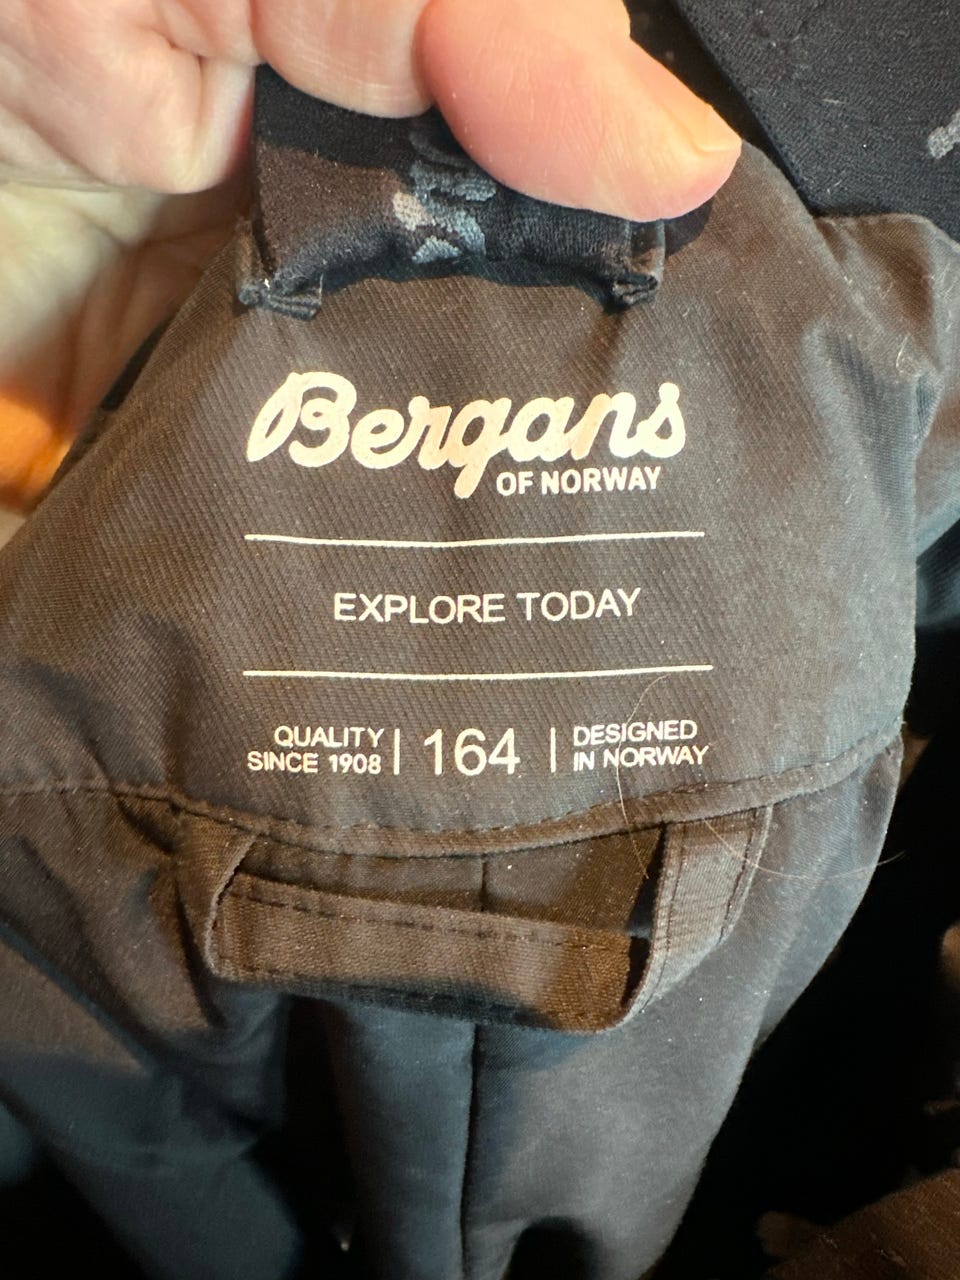 Bergans
OF NORWAY
EXPLORE TODAY
QUALITY
SINCE 1908
164
DESIGNED
IN NORWAY